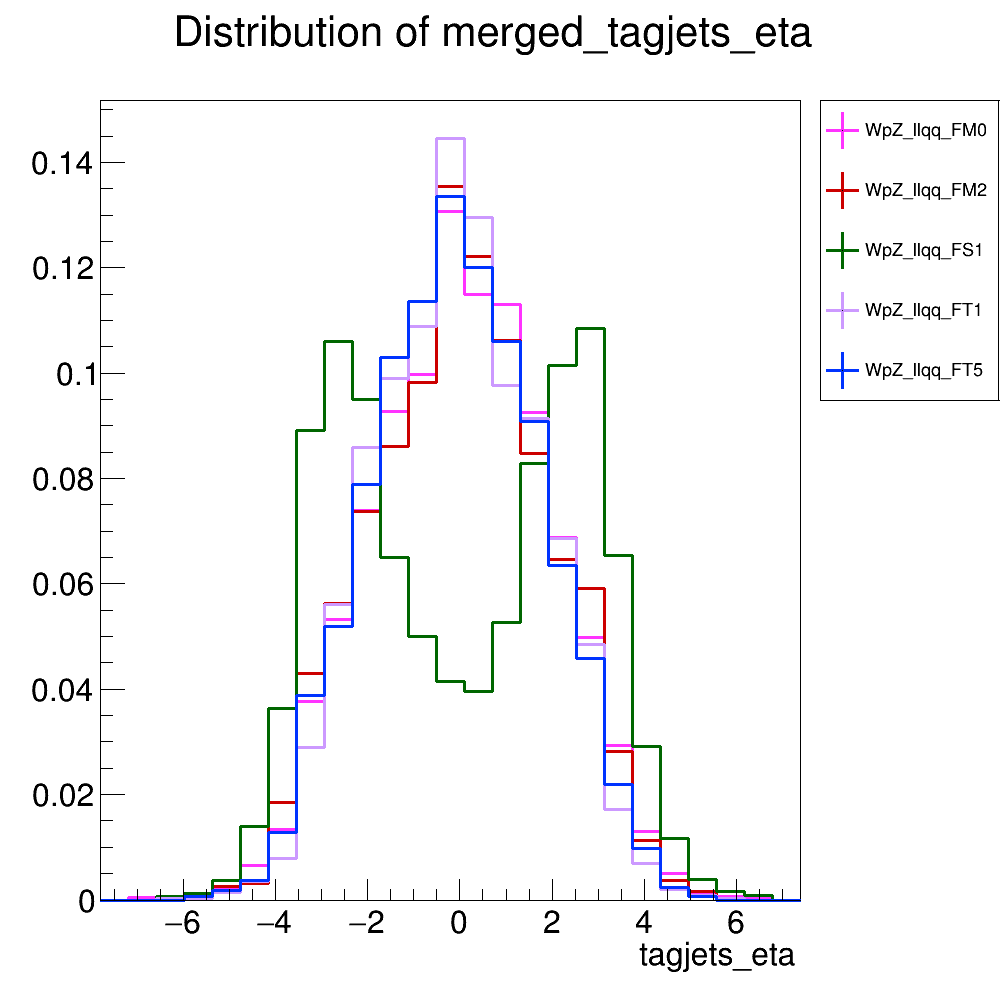 Distribution of merged_tagjets_eta
0.14
0.12
0.1
0.08
0.06
0.04
0.02
0
−6 −4 −2 0 2 4 6
tagjets_eta
WpZ_llqq_FM0
WpZ_llqq_FM2
WpZ_llqq_FS1
WpZ_llqq_FT1
WpZ_llqq_FT5